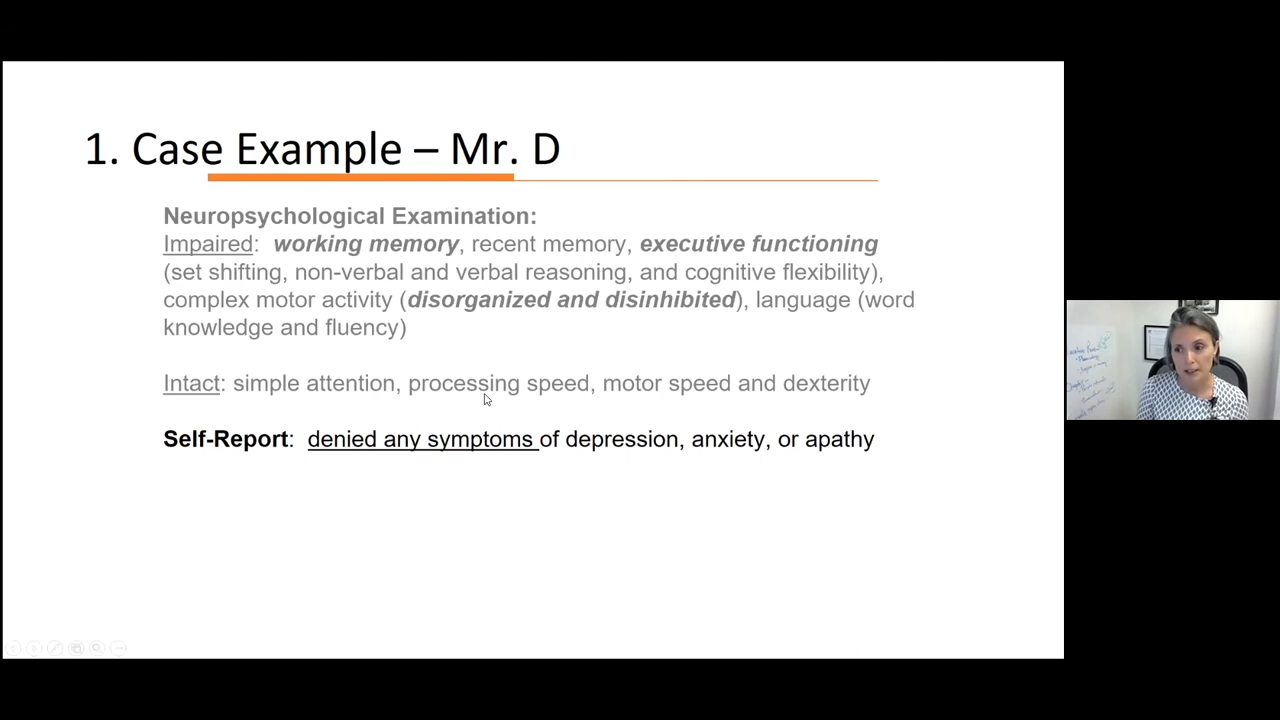 1. Case Example – Mr. D
Neuropsychological Examination:
Impaired: working memory, recent memory, executive functioning
(set shifting, non-verbal and verbal reasoning, and cognitive flexibility),
complex motor activity (disorganized and disinhibited), language (word
knowledge and fluency)
Intact: simple attention, processing speed, motor speed and dexterity
Self-Report: denied any symptoms of depression, anxiety, or apathy